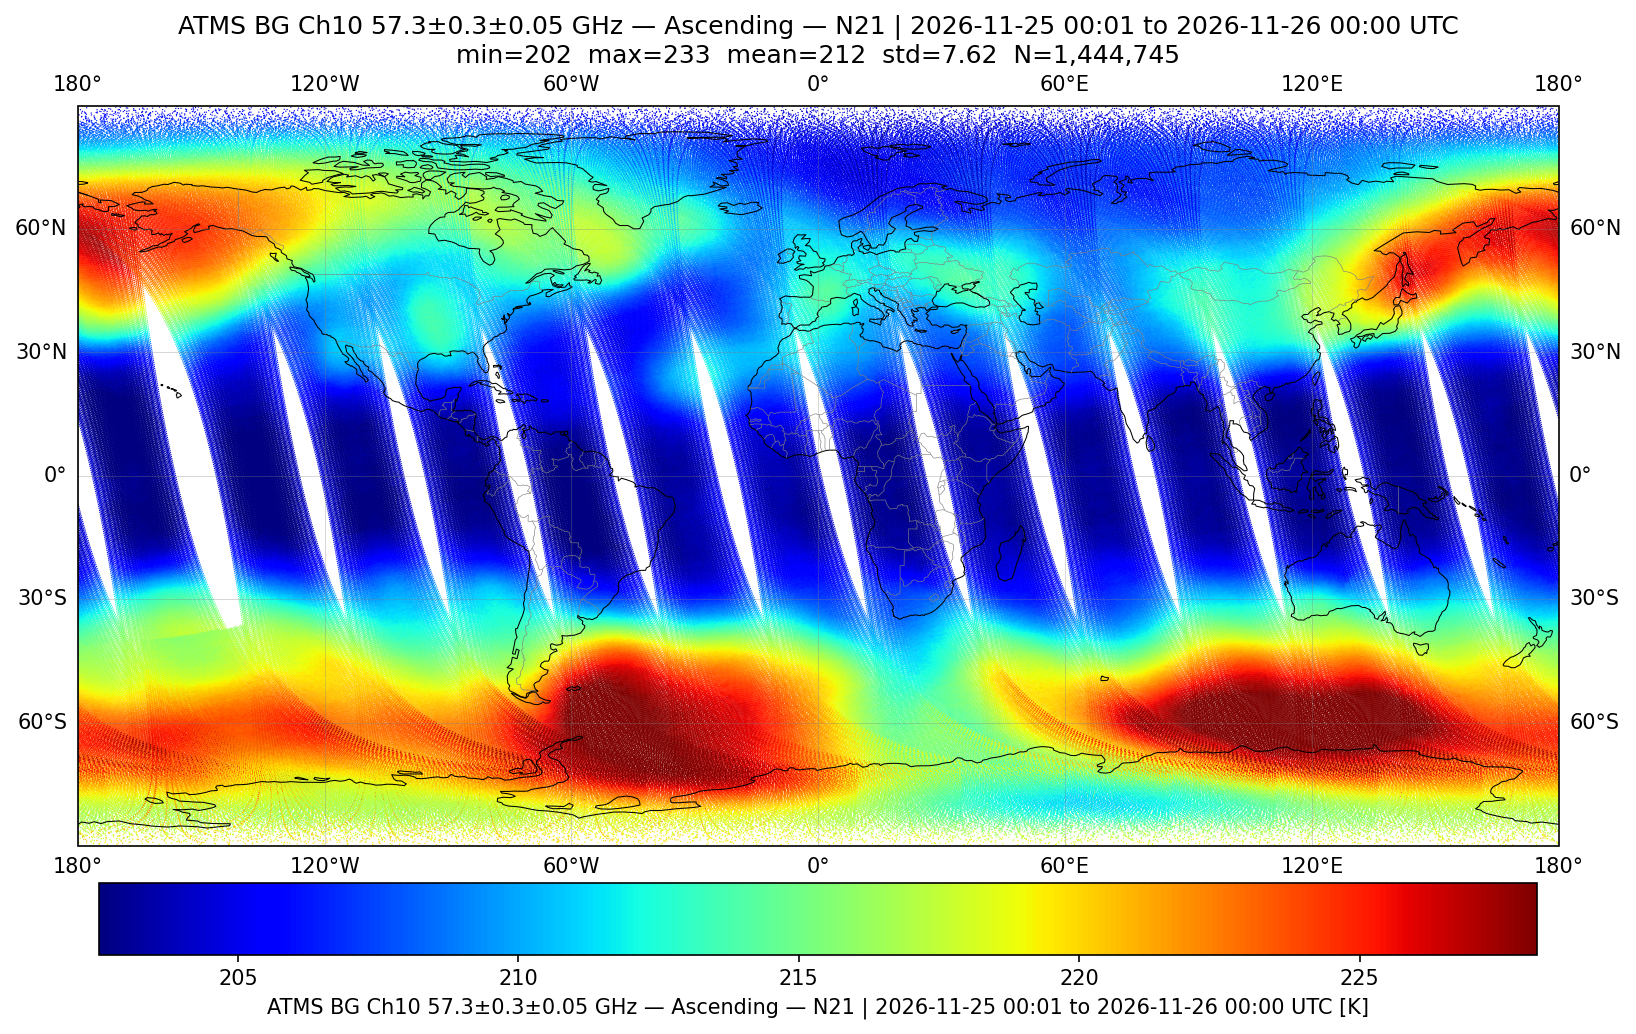 ATMS BG Ch10 57.3±0.3±0.05 GHz — Ascending — N21 | 2026-11-25 00:01 to 2026-11-26 00:00 UTC
min=202 max=233 mean=212 std=7.62 N=1,444,745
180° 120°W 60°W 0° 60°E 120°E 180°
60°N 60°N
30°N 30°N
0° 0°
30°S 30°S
60°S 60°S
180° 120°W 60°W 0° 60°E 120°E 180°
205 210 215 220 225
ATMS BG Ch10 57.3±0.3±0.05 GHz — Ascending — N21 | 2026-11-25 00:01 to 2026-11-26 00:00 UTC [K]